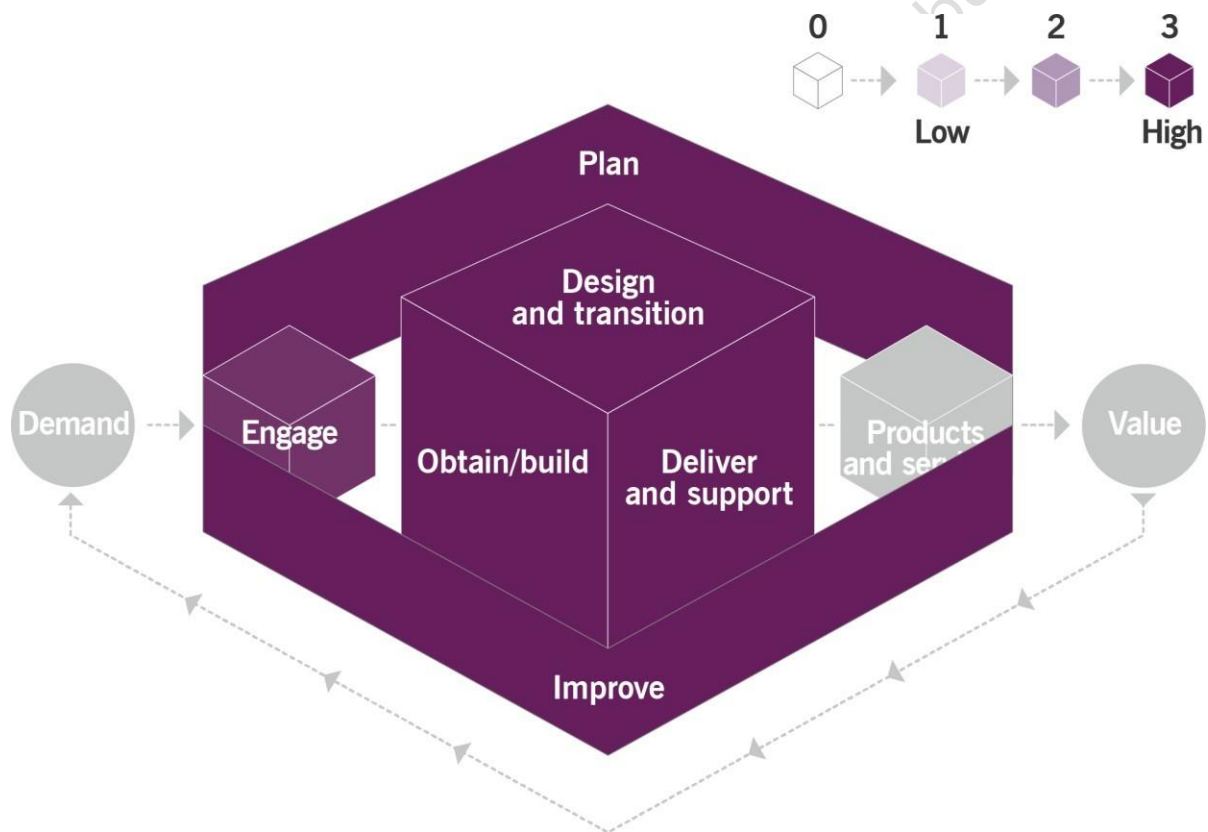 0 1 2 3
Low High
Plan
Design
and transition
Demand
Engage
Obtain/build
Deliver
and support
Products
and
Value
Improve